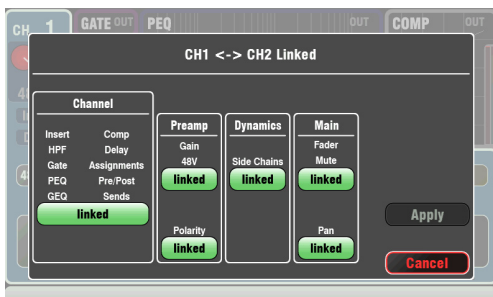 CH 1 GATE OUT PEQ OUT COMP OUT
CH1 <-> CH2 Linked
Channel
Insert Comp
HPF Delay
Gate Assignments
PEQ Pre/Post
GEQ Sends
linked
Preamp
Gain
48V
linked
Polarity
linked
Dynamics
Side Chains
linked
Main
Fader
Mute
linked
Pan
linked
Apply
Cancel